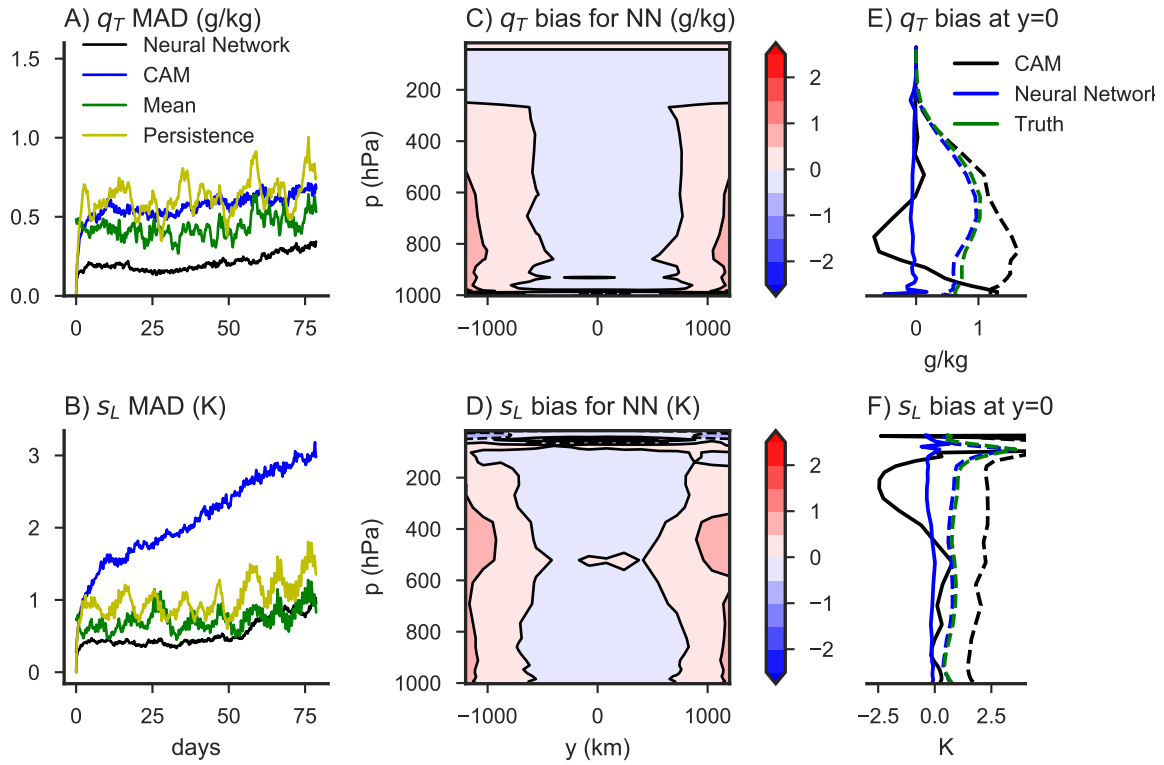 A) q_T MAD (g/kg)
Neural Network
CAM
Mean
Persistence
1.5
1.0
0.5
0.0
0 25 50 75
C) q_T bias for NN (g/kg)
p (hPa)
200
400
600
800
1000
−1000 0 1000
2
1
0
−1
−2
E) q_T bias at y=0
CAM
Neural Network
Truth
0 1
g/kg
B) s_L MAD (K)
3
2
1
0
0 25 50 75
days
D) s_L bias for NN (K)
p (hPa)
200
400
600
800
1000
−1000 0 1000
y (km)
2
1
0
−1
−2
F) s_L bias at y=0
−2.5 0.0 2.5
K